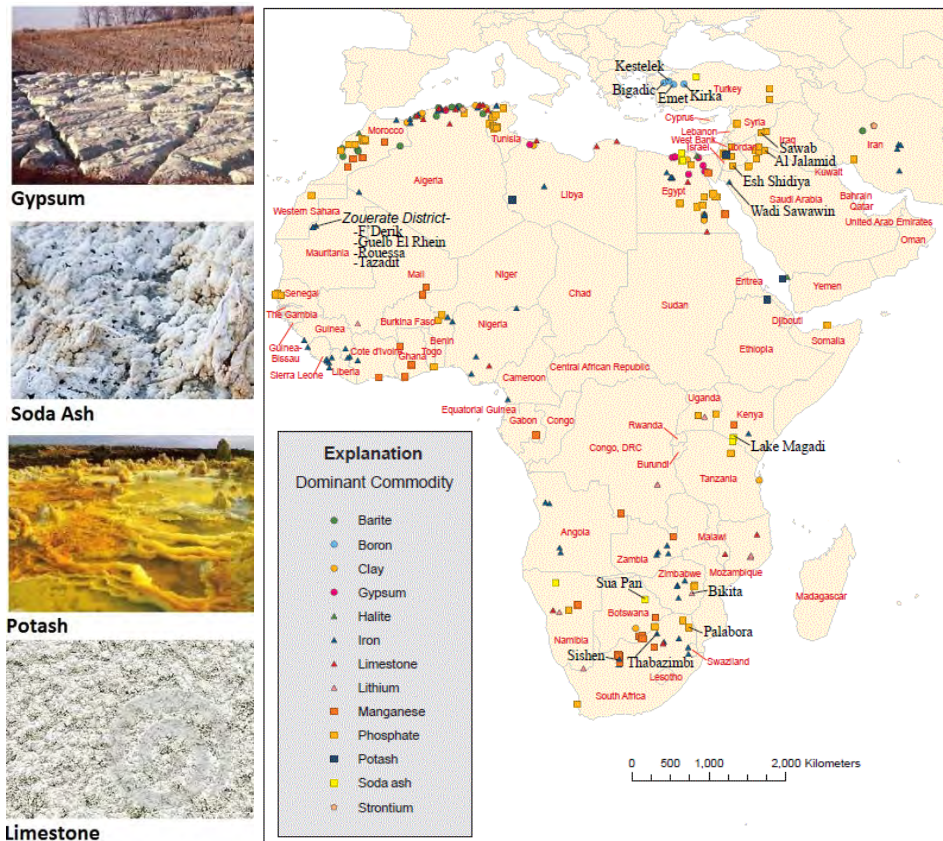 Gypsum
Soda Ash
Potash
Limestone
Kestelek
Bigadic
Emet
Kirka
Turkey
Cyprus
Syria
Lebanon
West Bank
Israel
Jordan
Iraq
Iran
Sawab
Al Jalamid
Kuwait
Esh Shidiya
Saudi Arabia
Bahrain
Qatar
Wadi Sawawin
United Arab Emirates
Oman
Yemen
Morocco
Tunisia
Algeria
Libya
Egypt
Western Sahara
Zouerate District-
-F'Derik
-Guelb El Rhein
-Rouessa
-Tazadit
Mauritania
Mali
Niger
Chad
Sudan
Eritrea
Djibouti
Somalia
Ethiopia
Senegal
The Gambia
Guinea-
Bissau
Guinea
Sierra Leone
Liberia
Cote d'Ivoire
Burkina Faso
Ghana
Togo
Benin
Nigeria
Cameroon
Central African Republic
Equatorial Guinea
Gabon
Congo
Congo, DRC
Uganda
Kenya
Rwanda
Burundi
Lake Magadi
Tanzania
Angola
Zambia
Malawi
Mozambique
Zimbabwe
Madagascar
Sua Pan
Bikita
Botswana
Namibia
Palabora
Sishen
Thabazimbi
Swaziland
Lesotho
South Africa
Explanation
Dominant Commodity
Barite
Boron
Clay
Gypsum
Halite
Iron
Limestone
Lithium
Manganese
Phosphate
Potash
Soda ash
Strontium
0 500 1,000 2,000 Kilometers